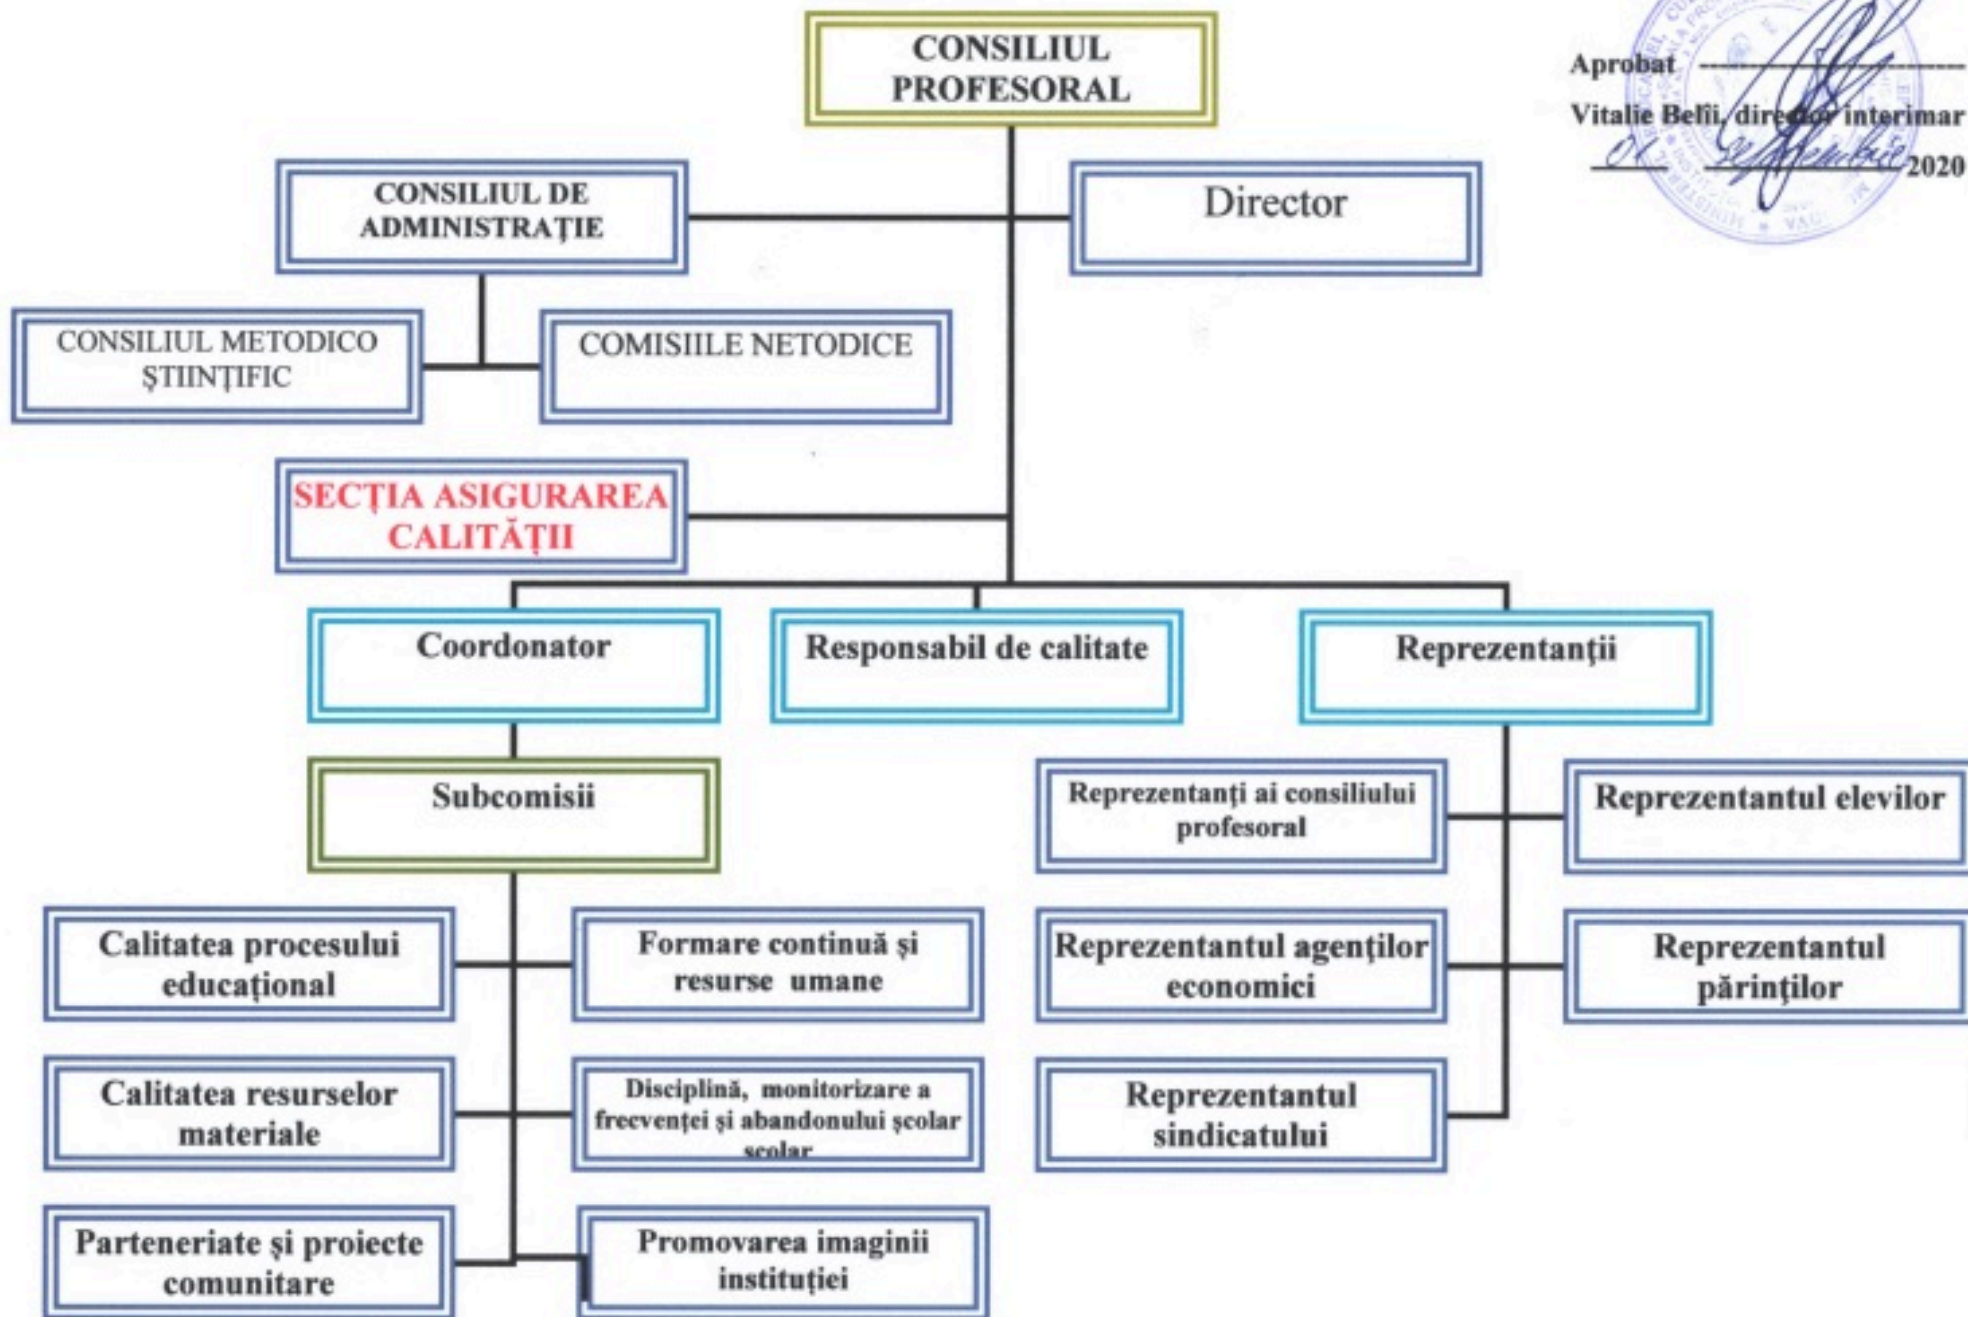 CONSILIUL
PROFESORAL
Aprobat
Vitalie Belîi, director interimar
01 septembrie 2020
CONSILIUL DE
ADMINISTRAȚIE
Director
CONSILIUL METODICO
ȘTIINȚIFIC
COMISIILE NETODICE
SECȚIA ASIGURAREA
CALITĂȚII
Coordonator
Responsabil de calitate
Reprezentanții
Subcomisii
Reprezentanți ai consiliului
profesoral
Reprezentantul elevilor
Calitatea procesului
educațional
Formare continuă și
resurse umane
Reprezentantul agenților
economici
Reprezentantul
părinților
Calitatea resurselor
materiale
Disciplină, monitorizare a
frecvenței și abandonului școlar
școlar
Reprezentantul
sindicatului
Parteneriate și proiecte
comunitare
Promovarea imaginii
instituției